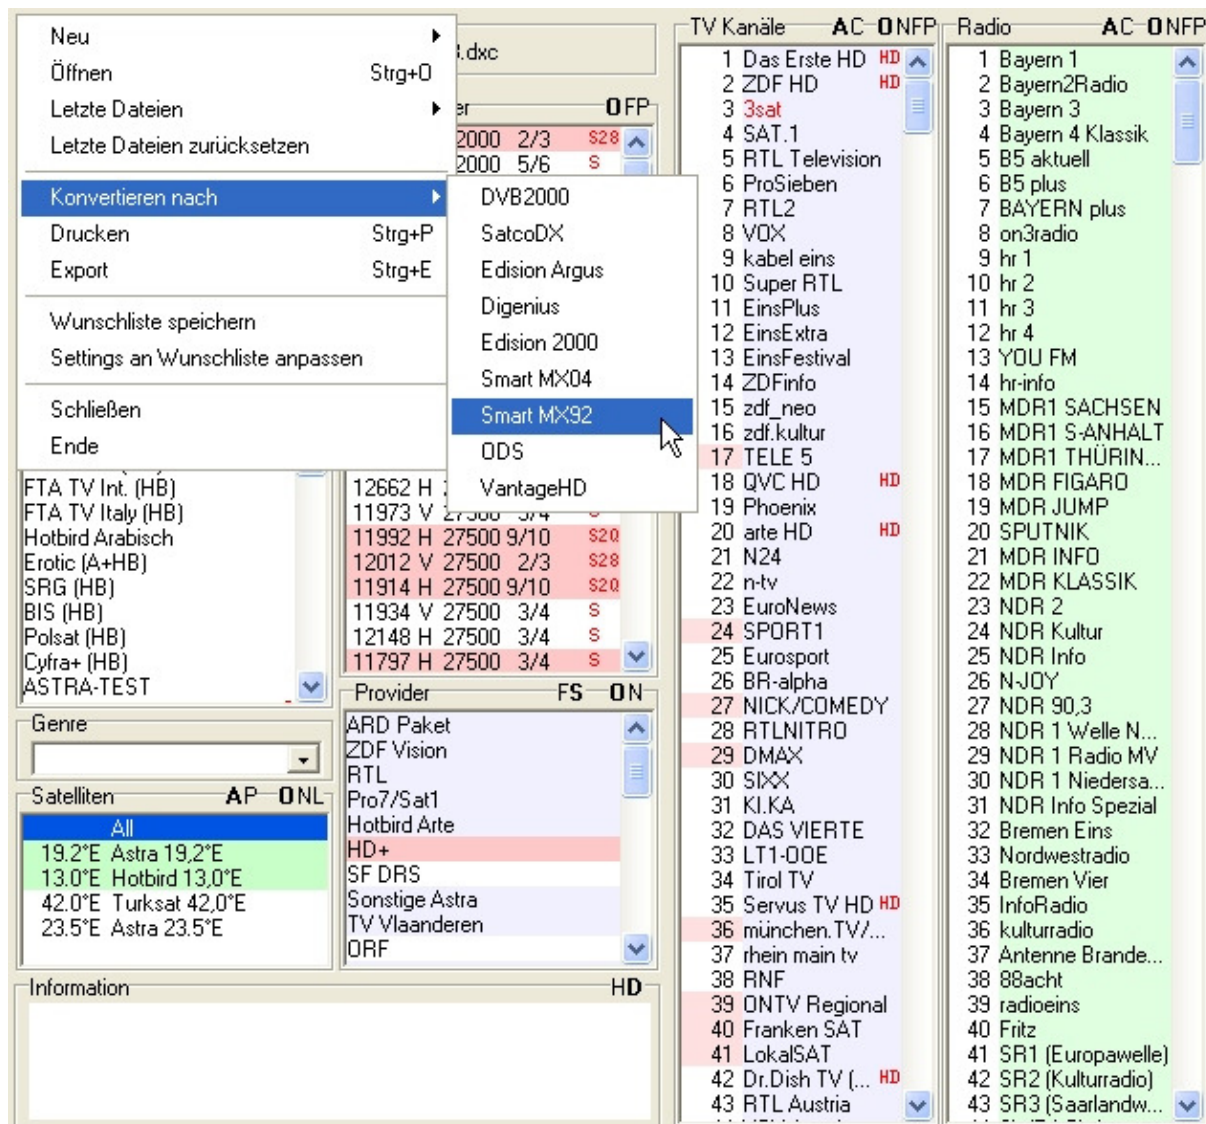 Neu
Öffnen Strg+O
Letzte Dateien
Letzte Dateien zurücksetzen
Konvertieren nach
Drucken Strg+P
Export Strg+E
Wunschliste speichern
Settings an Wunschliste anpassen
Schließen
Ende
DVB2000
SatcoDX
Edision Argus
Digenius
Edision 2000
Smart MX04
Smart MX92
ODS
VantageHD
.dxc
er OFP
2000 2/3 S28
2000 5/6 S
12662 H
11973 V 27500 3/4 S
11992 H 27500 9/10 S2Q
12012 V 27500 2/3 S28
11914 H 27500 9/10 S2Q
11934 V 27500 3/4 S
12148 H 27500 3/4 S
11797 H 27500 3/4 S
FTA TV Int. (HB)
FTA TV Italy (HB)
Hotbird Arabisch
Erotic (A+HB)
SRG (HB)
BIS (HB)
Polsat (HB)
Cyfra+ (HB)
ASTRA-TEST
Genre
Satelliten AP ONL
All
19.2°E Astra 19,2°E
13.0°E Hotbird 13,0°E
42.0°E Turksat 42,0°E
23.5°E Astra 23.5°E
Provider FS ON
ARD Paket
ZDF Vision
RTL
Pro7/Sat1
Hotbird Arte
HD+
SF DRS
Sonstige Astra
TV Vlaanderen
ORF
Information HD
TV Kanäle AC ONFP
1 Das Erste HD HD
2 ZDF HD HD
3 3sat
4 SAT.1
5 RTL Television
6 ProSieben
7 RTL2
8 VOX
9 kabel eins
10 Super RTL
11 EinsPlus
12 EinsExtra
13 EinsFestival
14 ZDFinfo
15 zdf_neo
16 zdf.kultur
17 TELE 5
18 QVC HD HD
19 Phoenix
20 arte HD HD
21 N24
22 n-tv
23 EuroNews
24 SPORT1
25 Eurosport
26 BR-alpha
27 NICK/COMEDY
28 RTLNITRO
29 DMAX
30 SIXX
31 KI.KA
32 DAS VIERTE
33 LT1-OOE
34 Tirol TV
35 Servus TV HD HD
36 münchen.TV/...
37 rhein main tv
38 RNF
39 ONTV Regional
40 Franken SAT
41 LokalSAT
42 Dr.Dish TV (... HD
43 RTL Austria
Radio AC ONFP
1 Bayern 1
2 Bayern2Radio
3 Bayern 3
4 Bayern 4 Klassik
5 B5 aktuell
6 B5 plus
7 BAYERN plus
8 on3radio
9 hr 1
10 hr 2
11 hr 3
12 hr 4
13 YOU FM
14 hr-info
15 MDR1 SACHSEN
16 MDR1 S-ANHALT
17 MDR1 THÜRIN...
18 MDR FIGARO
19 MDR JUMP
20 SPUTNIK
21 MDR INFO
22 MDR KLASSIK
23 NDR 2
24 NDR Kultur
25 NDR Info
26 N-JOY
27 NDR 90,3
28 NDR 1 Welle N...
29 NDR 1 Radio MV
30 NDR 1 Niedersa...
31 NDR Info Spezial
32 Bremen Eins
33 Nordwestradio
34 Bremen Vier
35 InfoRadio
36 kulturradio
37 Antenne Brande...
38 88acht
39 radioeins
40 Fritz
41 SR1 (Europawelle)
42 SR2 (Kulturradio)
43 SR3 (Saarlandw...